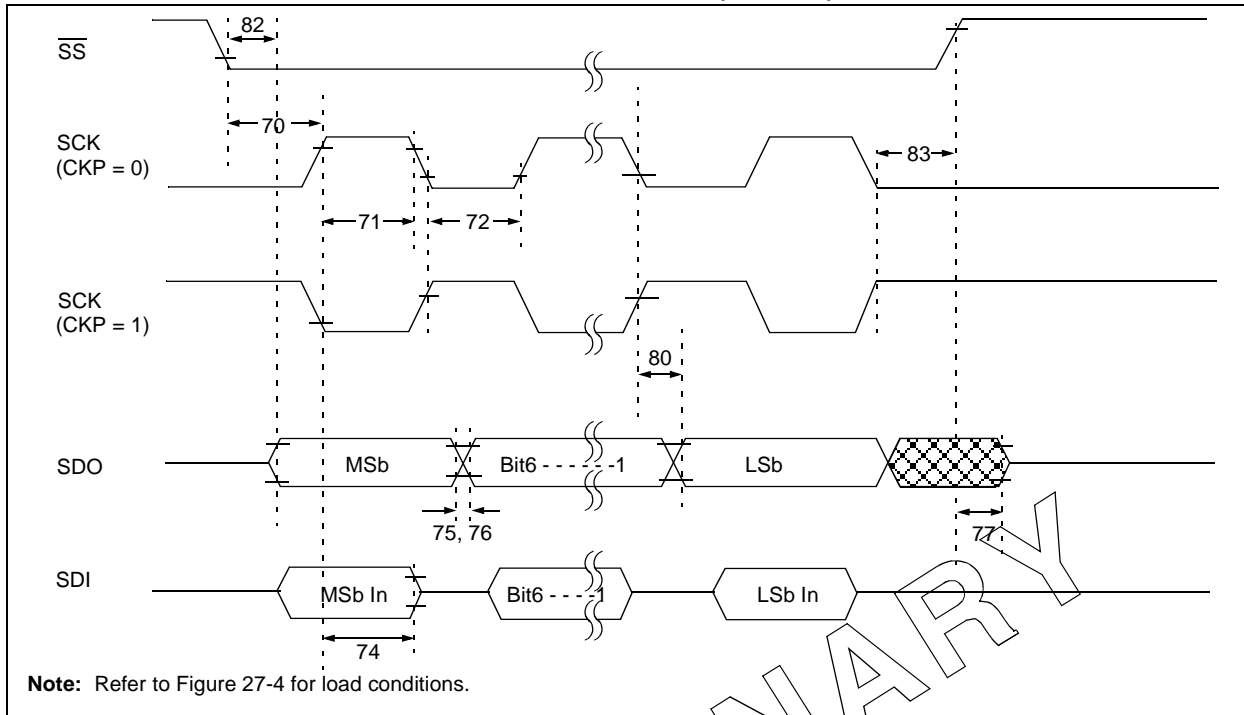 SS
82
70
SCK
(CKP = 0)
83
71
72
SCK
(CKP = 1)
80
SDO
MSb
Bit6 - - - - - -1
LSb
75, 76
77
SDI
MSb In
Bit6 - - - -1
LSb In
74
Note: Refer to Figure 27-4 for load conditions.
NARY